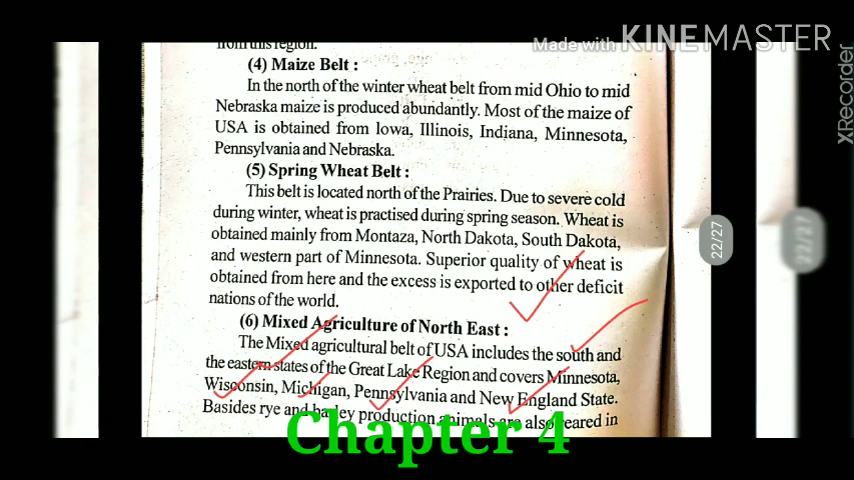 Made with KINEMASTER
XRecorder
from this region.
(4) Maize Belt :
In the north of the winter wheat belt from mid Ohio to mid
Nebraska maize is produced abundantly. Most of the maize of
USA is obtained from Iowa, Illinois, Indiana, Minnesota,
Pennsylvania and Nebraska.
(5) Spring Wheat Belt :
This belt is located north of the Prairies. Due to severe cold
during winter, wheat is practised during spring season. Wheat is
obtained mainly from Montaza, North Dakota, South Dakota,
and western part of Minnesota. Superior quality of wheat is
obtained from here and the excess is exported to other deficit
nations of the world.
(6) Mixed Agriculture of North East :
The Mixed agricultural belt of USA includes the south and
the eastern states of the Great Lake Region and covers Minnesota,
Wisconsin, Michigan, Pennsylvania and New England State.
Basides rye and barley production animals are also reared in
22/27
22/27
Chapter 4